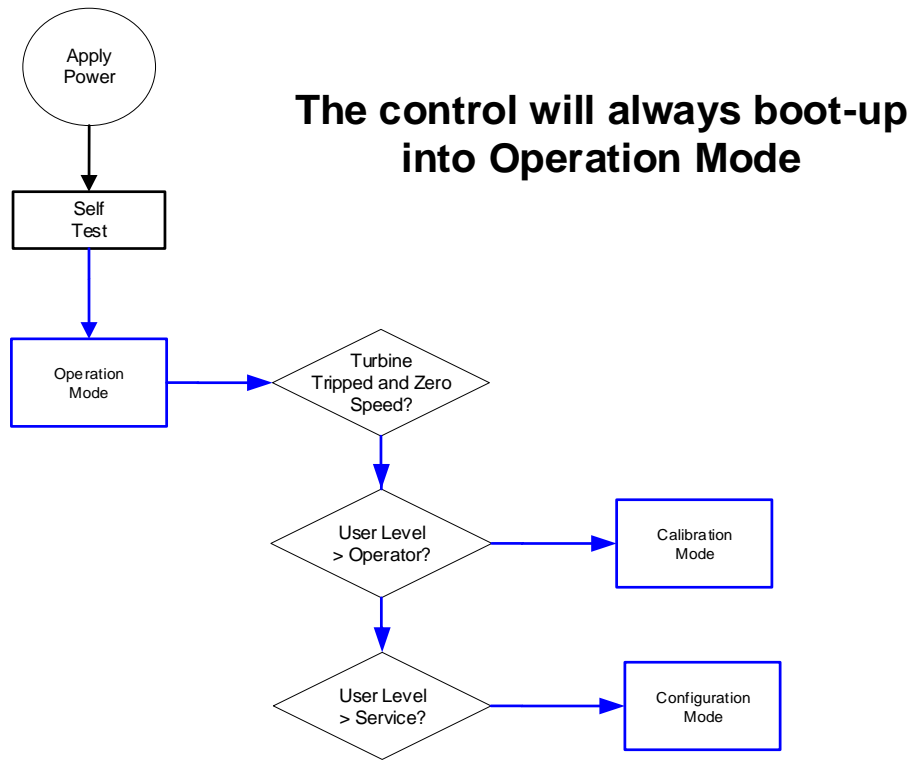 Apply
Power
The control will always boot-up
into Operation Mode
Self
Test
Operation
Mode
Turbine
Tripped and Zero
Speed?
User Level
> Operator?
Calibration
Mode
User Level
> Service?
Configuration
Mode